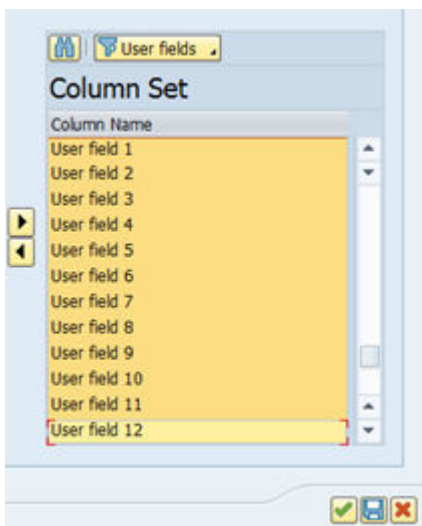 User fields
Column Set
Column Name
User field 1
User field 2
User field 3
User field 4
User field 5
User field 6
User field 7
User field 8
User field 9
User field 10
User field 11
User field 12